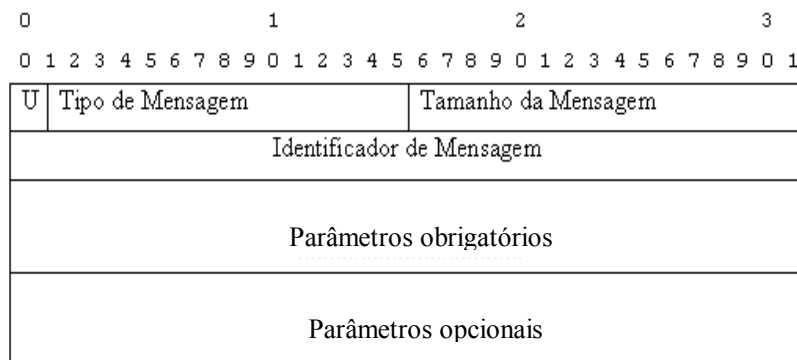 0 1 2 3
0 1 2 3 4 5 6 7 8 9 0 1 2 3 4 5 6 7 8 9 0 1 2 3 4 5 6 7 8 9 0 1
U Tipo de Mensagem Tamanho da Mensagem
Identificador de Mensagem
Parâmetros obrigatórios
Parâmetros opcionais